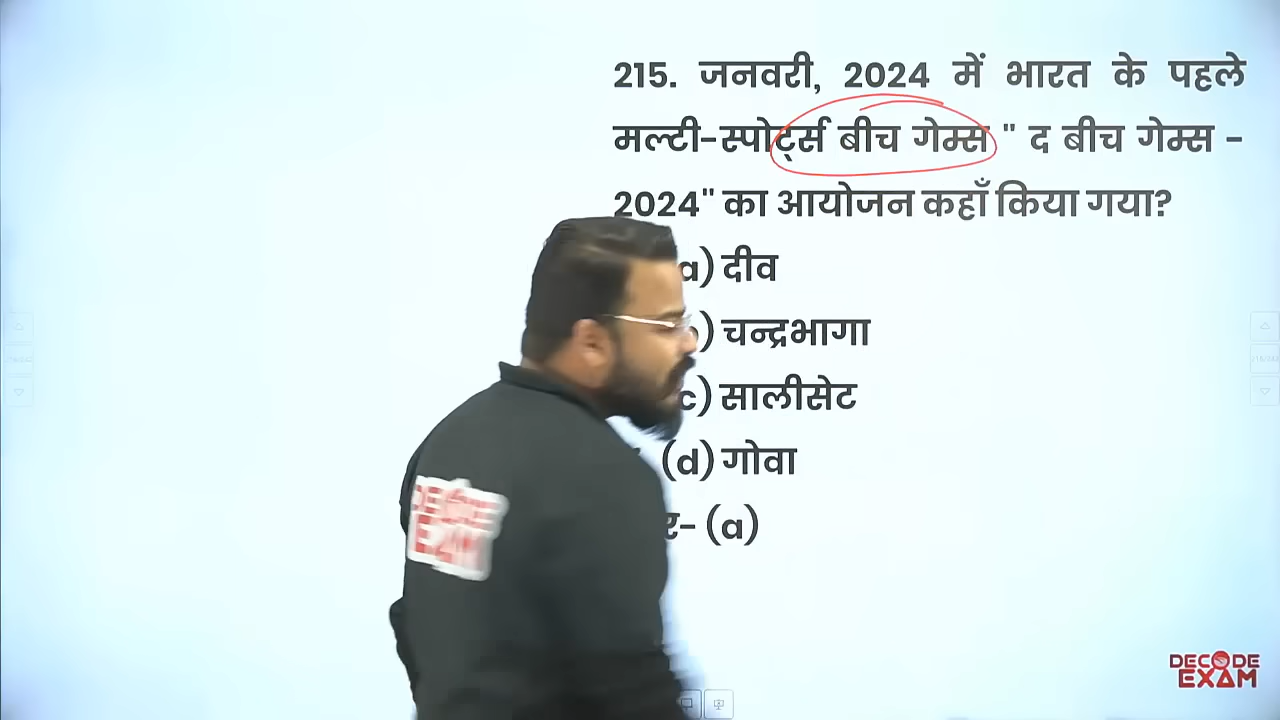 215. जनवरी, 2024 में भारत के पहले
मल्टी-स्पोर्ट्स बीच गेम्स " द बीच गेम्स -
2024" का आयोजन कहाँ किया गया?
a) दीव
) चन्द्रभागा
c) सालीसेट
(d) गोवा
र- (a)
DECODE
EXAM
DECODE
EXAM